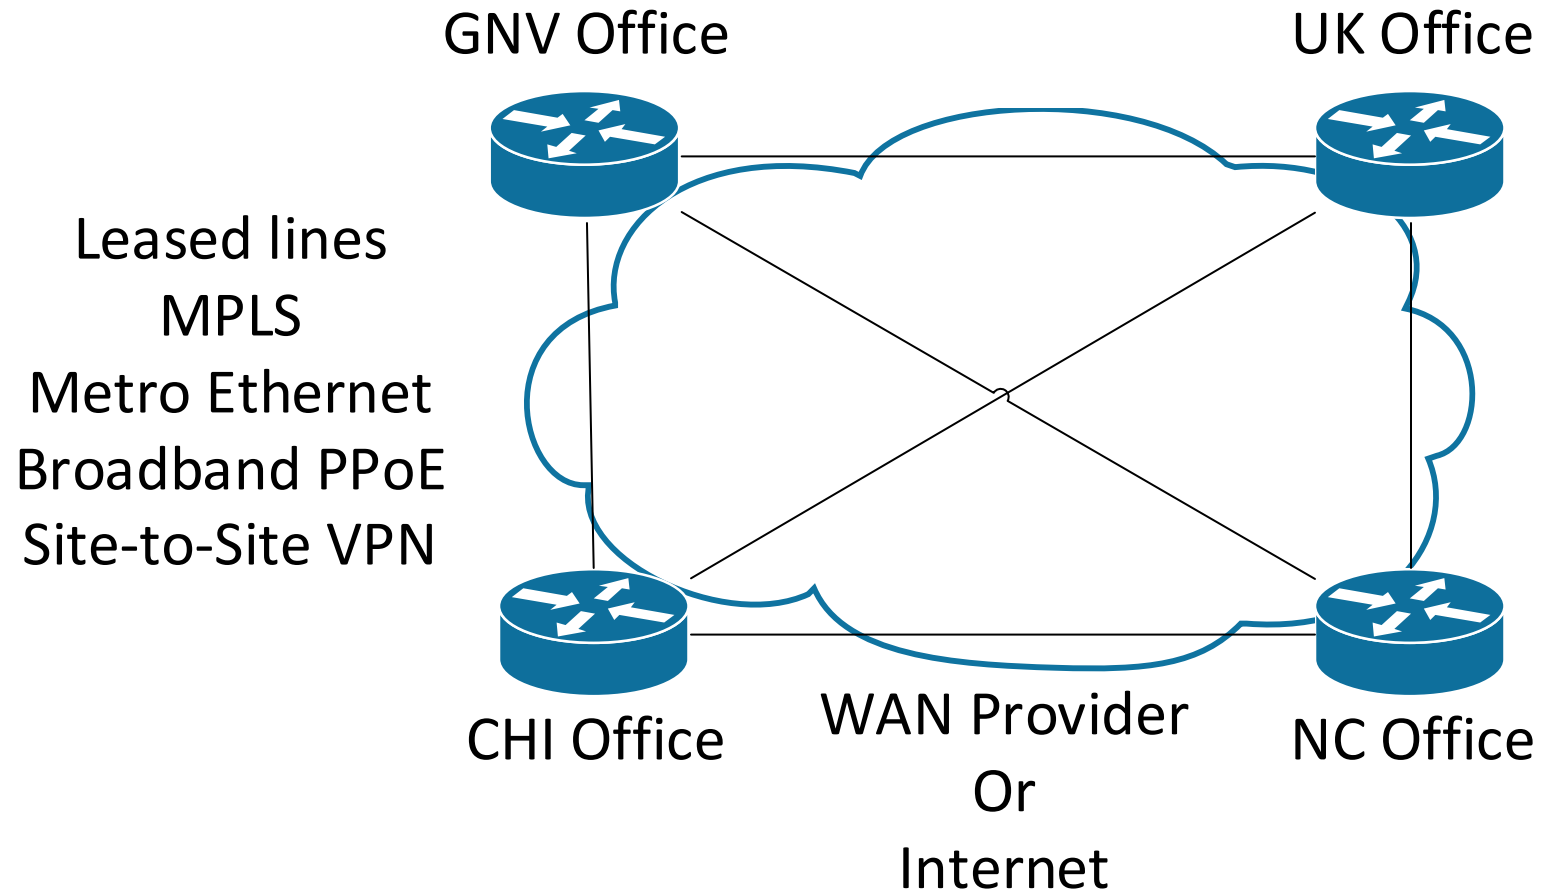 GNV Office
UK Office
Leased lines
MPLS
Metro Ethernet
Broadband PPoE
Site-to-Site VPN
CHI Office
WAN Provider
Or
Internet
NC Office